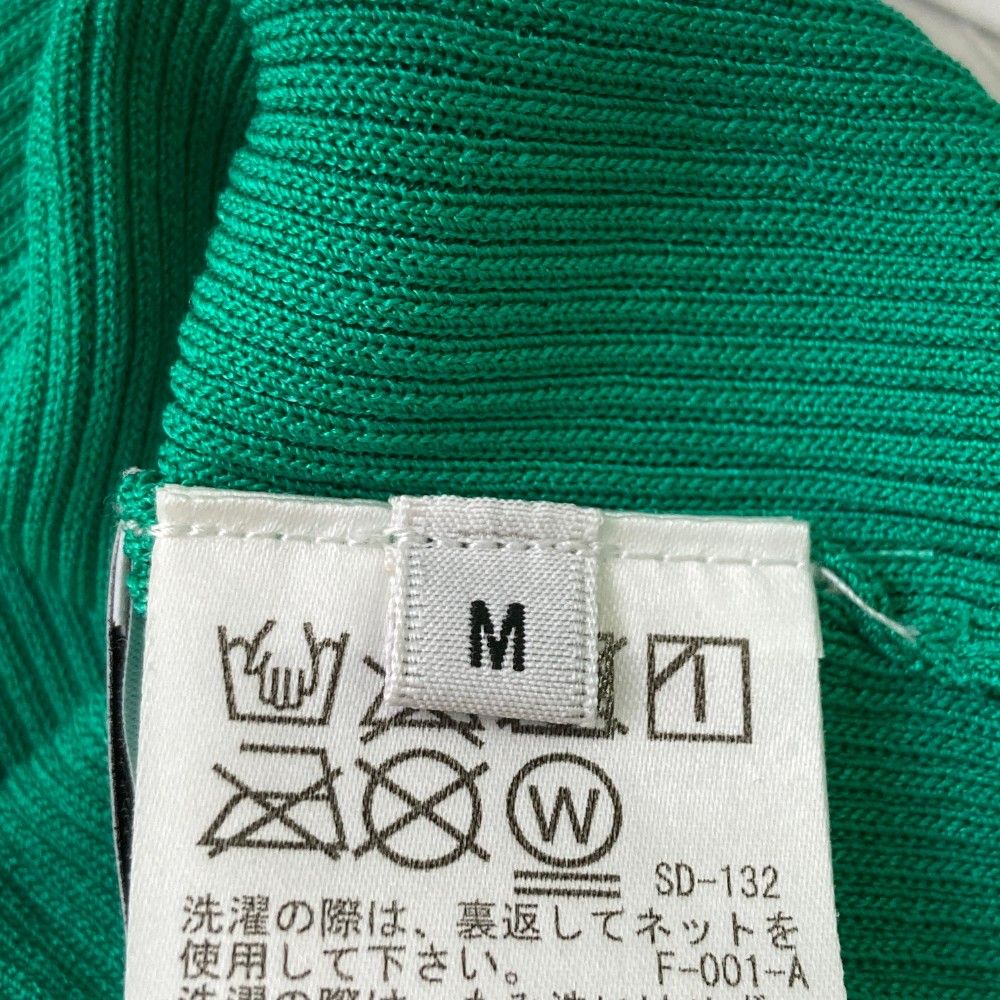 M
W
SD-132
洗濯の際は、裏返してネットを
使用して下さい。 F-001-A